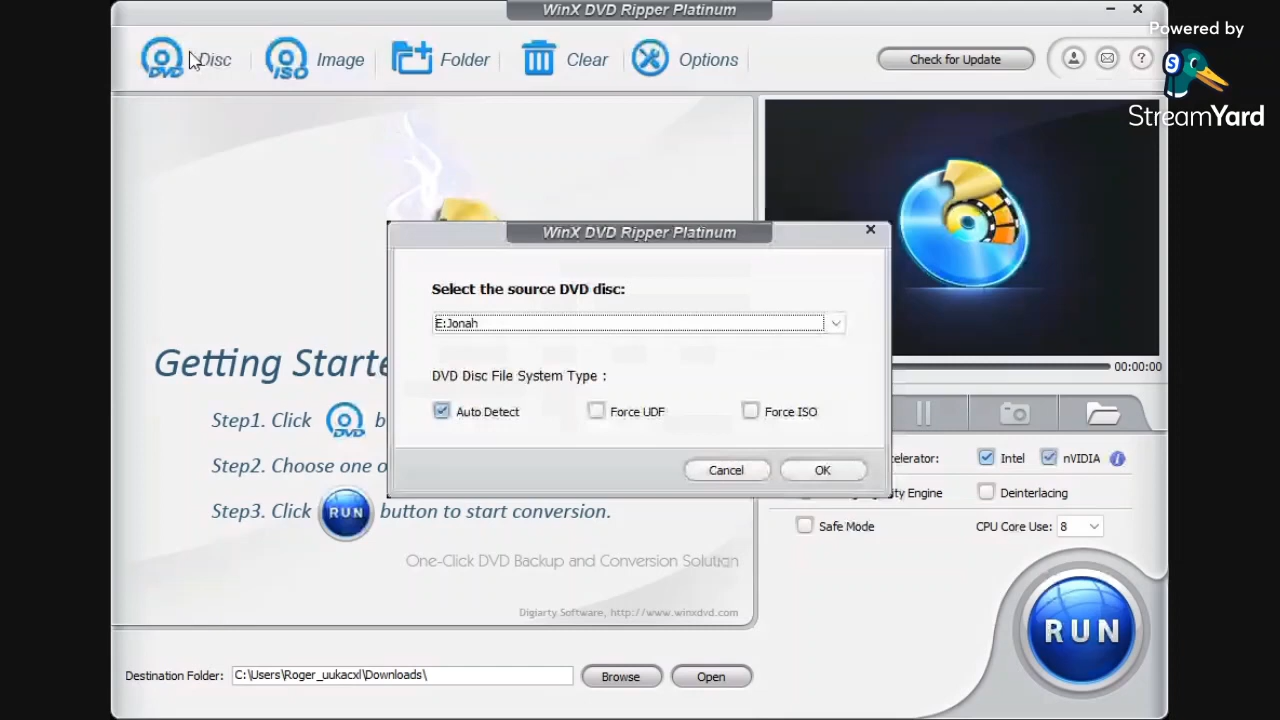 WinX DVD Ripper Platinum
Powered by
StreamYard
DVD Disc
ISO Image
Folder
Clear
Options
Check for Update
?
WinX DVD Ripper Platinum
Select the source DVD disc:
E:Jonah
DVD Disc File System Type :
Auto Detect
Force UDF
Force ISO
Cancel
OK
00:00:00
Intel
nVIDIA
Deinterlacing
Safe Mode
CPU Core Use: 8
Getting
Step1. Click DVD
Step2. Choose one
Step3. Click RUN button to start conversion.
One-Click DVD Backup and Conversion Solution
Digiarty Software, http://www.winxdvd.com
RUN
Destination Folder: C:\Users\Roger_uukacxl\Downloads\
Browse
Open